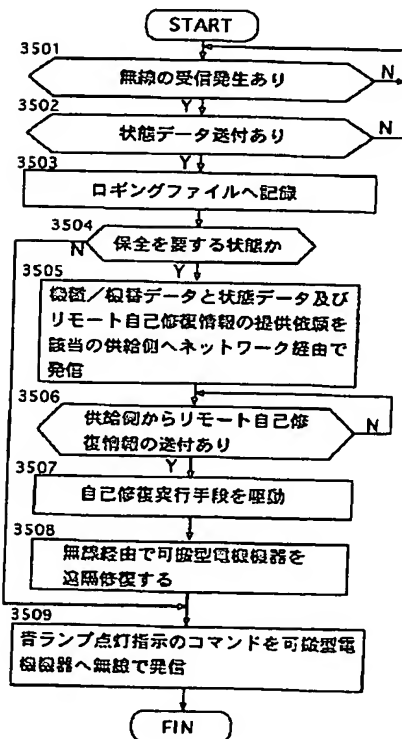 START
3501
無線の受信発生あり
N
Y
3502
状態データ送付あり
N
Y
3503
ロギングファイルへ記録
3504
保全を要する状態か
N
Y
3505
機種/機番データと状態データ及び
リモート自己修復情報の提供依頼を
該当の供給側へネットワーク経由で
発信
3506
供給側からリモート自己修
復情報の送付あり
N
Y
3507
自己修復実行手段を駆動
3508
無線経由で可搬型電機機器を
遠隔修復する
3509
音ランプ点灯指示のコマンドを可搬型電
機機器へ無線で発信
FIN